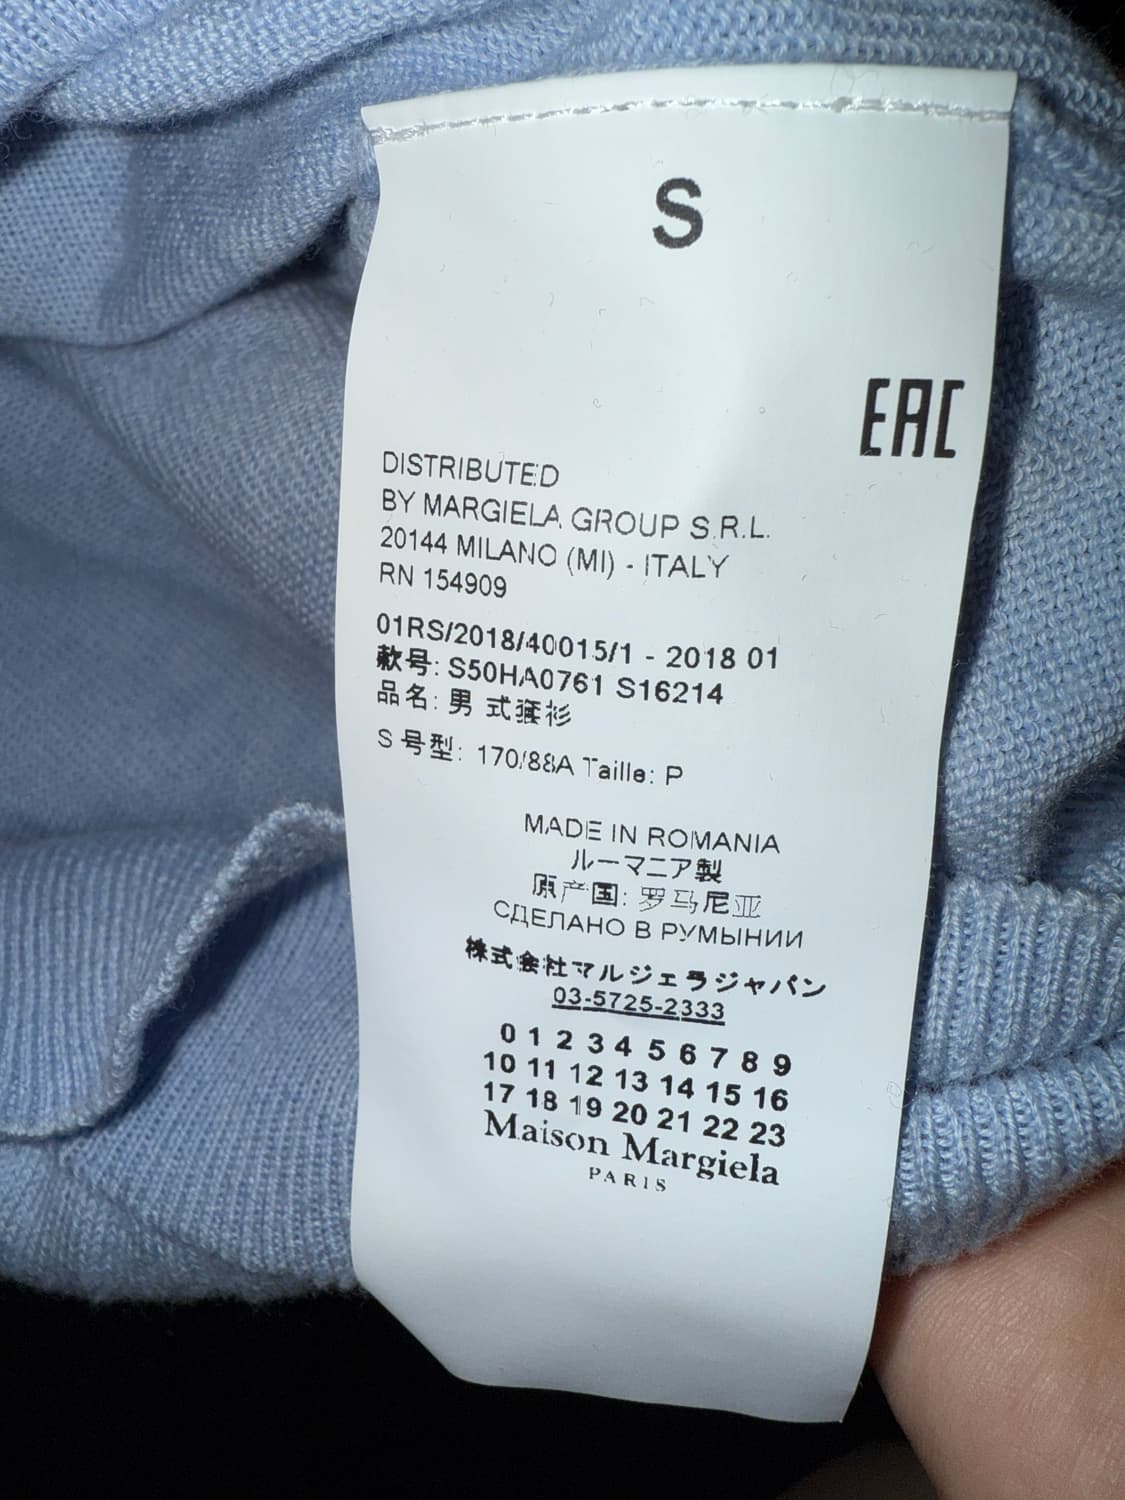 S
EAC
DISTRIBUTED
BY MARGIELA GROUP S.R.L.
20144 MILANO (MI) - ITALY
RN 154909
01RS/2018/40015/1 - 2018 01
款号: S50HA0761 S16214
品名: 男 式套衫
S 号型: 170/88A Taille: P
MADE IN ROMANIA
ルーマニア製
原产国: 罗马尼亚
СДЕЛАНО В РУМЫНИИ
株式会社マルジェラジャパン
03-5725-2333
0 1 2 3 4 5 6 7 8 9
10 11 12 13 14 15 16
17 18 19 20 21 22 23
Maison Margiela
PARIS